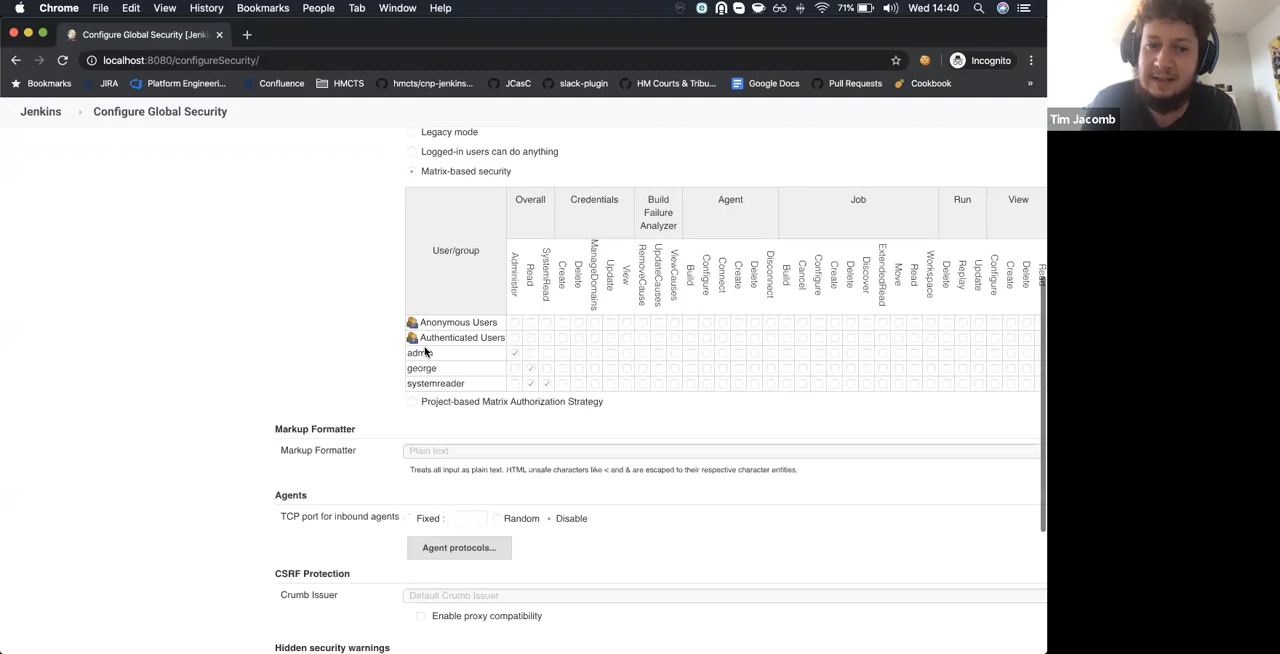 Chrome File Edit View History Bookmarks People Tab Window Help 71% Wed 14:40
Configure Global Security [Jenki
localhost:8080/configureSecurity/ Incognito
Bookmarks JIRA Platform Engineeri... Confluence HMCTS hmcts/cnp-jenkins... JCasC slack-plugin HM Courts & Tribu... Google Docs Pull Requests Cookbook »
Jenkins › Configure Global Security
Tim Jacomb
Legacy mode
Logged-in users can do anything
Matrix-based security
User/group Overall Credentials Build Failure Analyzer Agent Job Run View
Administer Read SystemRead Create Delete ManageDomains Update View RemoveCause UpdateCauses ViewCauses Build Configure Connect Create Delete Disconnect Build Cancel Configure Create Delete Discover ExtendedRead Move Read Workspace Delete Replay Update Configure Create Delete Read
Anonymous Users
Authenticated Users
admin
george
systemreader
Project-based Matrix Authorization Strategy
Markup Formatter
Markup Formatter Plain text
Treats all input as plain text. HTML unsafe characters like < and & are escaped to their respective character entities.
Agents
TCP port for inbound agents Fixed : Random Disable
Agent protocols...
CSRF Protection
Crumb Issuer Default Crumb Issuer
Enable proxy compatibility
Hidden security warnings